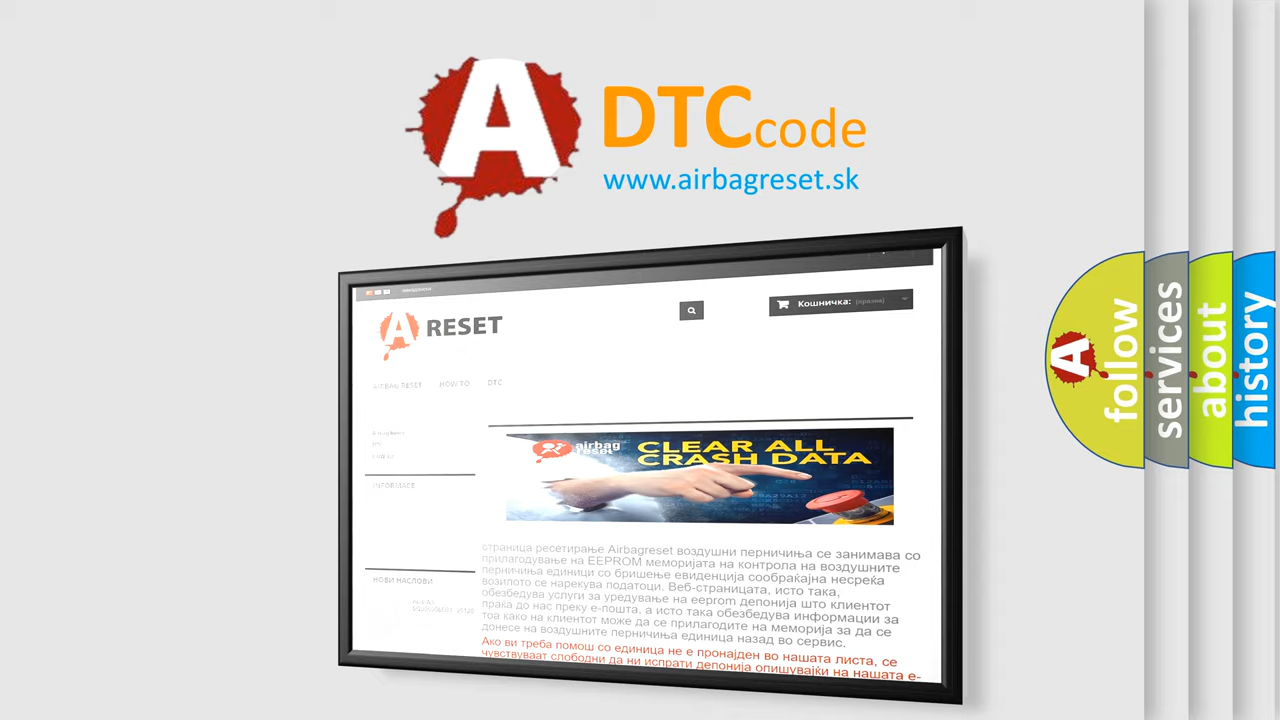 A DTCcode
www.airbagreset.sk
A RESET
Кошничка: (празна)
AIRBAG RESET HOW TO DTC
INFORMACE
НОВИ НАСЛОВИ
airbag reset
CLEAR ALL
CRASH DATA
страница ресетирање Airbagreset воздушни перничиња се занимава со
прилагодување на EEPROM меморијата на контрола на воздушните
перничиња единици со бришење евиденција сообраќајна несреќа
возилото се нарекува податоци. Веб-страницата, исто така,
обезбедува услуги за уредување на eeprom депонија што клиентот
праќа до нас преку е-пошта, а исто така обезбедува информации за
тоа како на клиентот може да се прилагодите на меморија за да се
донесе на воздушните перничиња единица назад во сервис.
Ако ви треба помош со единица не е пронајден во нашата листа, се
чувствуваат слободни да ни испрати депонија опишувајќи на нашата е-
A follow
services
about
history